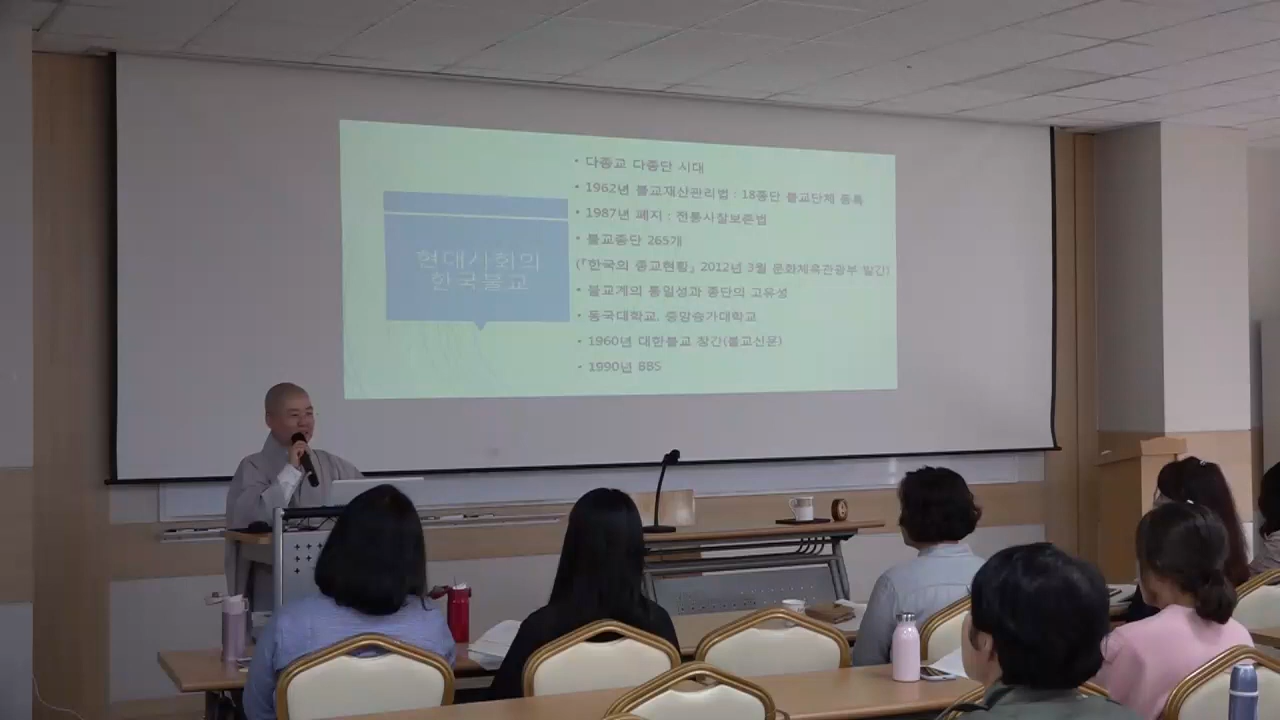 현대사회의
한국불교
• 다종교 다종단 시대
• 1962년 불교재산관리법 : 18종단 불교단체 등록
• 1987년 폐지 : 전통사찰보존법
• 불교종단 265개
(「한국의 종교현황」 2012년 3월 문화체육관광부 발간)
• 불교계의 통일성과 종단의 고유성
• 동국대학교, 중앙승가대학교
• 1960년 대한불교 창간(불교신문)
• 1990년 BBS